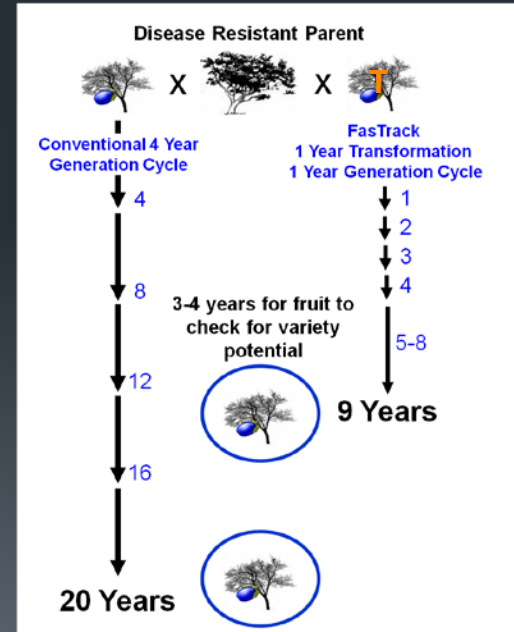 Disease Resistant Parent
X
X
T
Conventional 4 Year
Generation Cycle
FasTrack
1 Year Transformation
1 Year Generation Cycle
4
8
12
16
20 Years
1
2
3
4
5-8
9 Years
3-4 years for fruit to
check for variety
potential